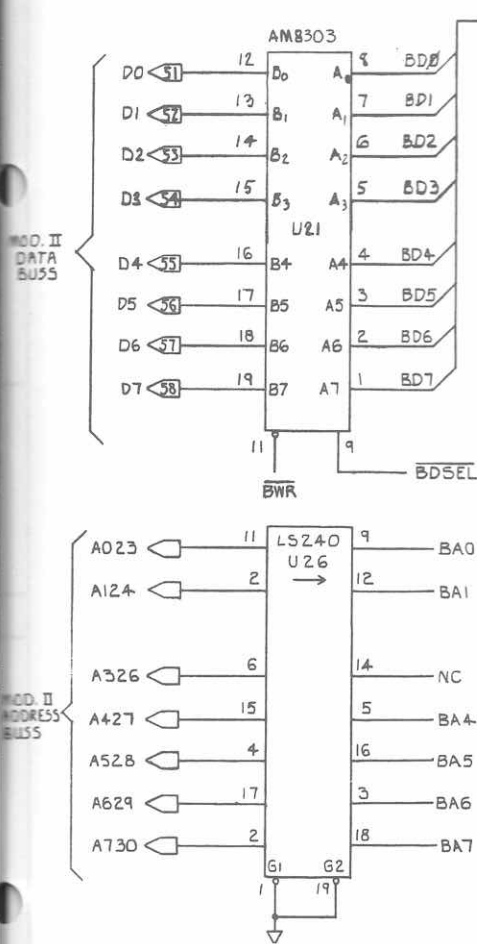 AM8303
D0 51 12 B0 A0 8 BD0
D1 52 13 B1 A1 7 BD1
D2 53 14 B2 A2 6 BD2
D3 54 15 B3 A3 5 BD3
U21
MOD. II
DATA
BUSS
D4 55 16 B4 A4 4 BD4
D5 56 17 B5 A5 3 BD5
D6 57 18 B6 A6 2 BD6
D7 58 19 B7 A7 1 BD7
11 9
BWR
BDSEL
LS240
U26
A023 11 9 BA0
A124 2 12 BA1
A326 6 14 NC
MOD. II
ADDRESS
BUSS
A427 15 5 BA4
A528 4 16 BA5
A629 17 3 BA6
A730 2 18 BA7
G1 G2
1 19